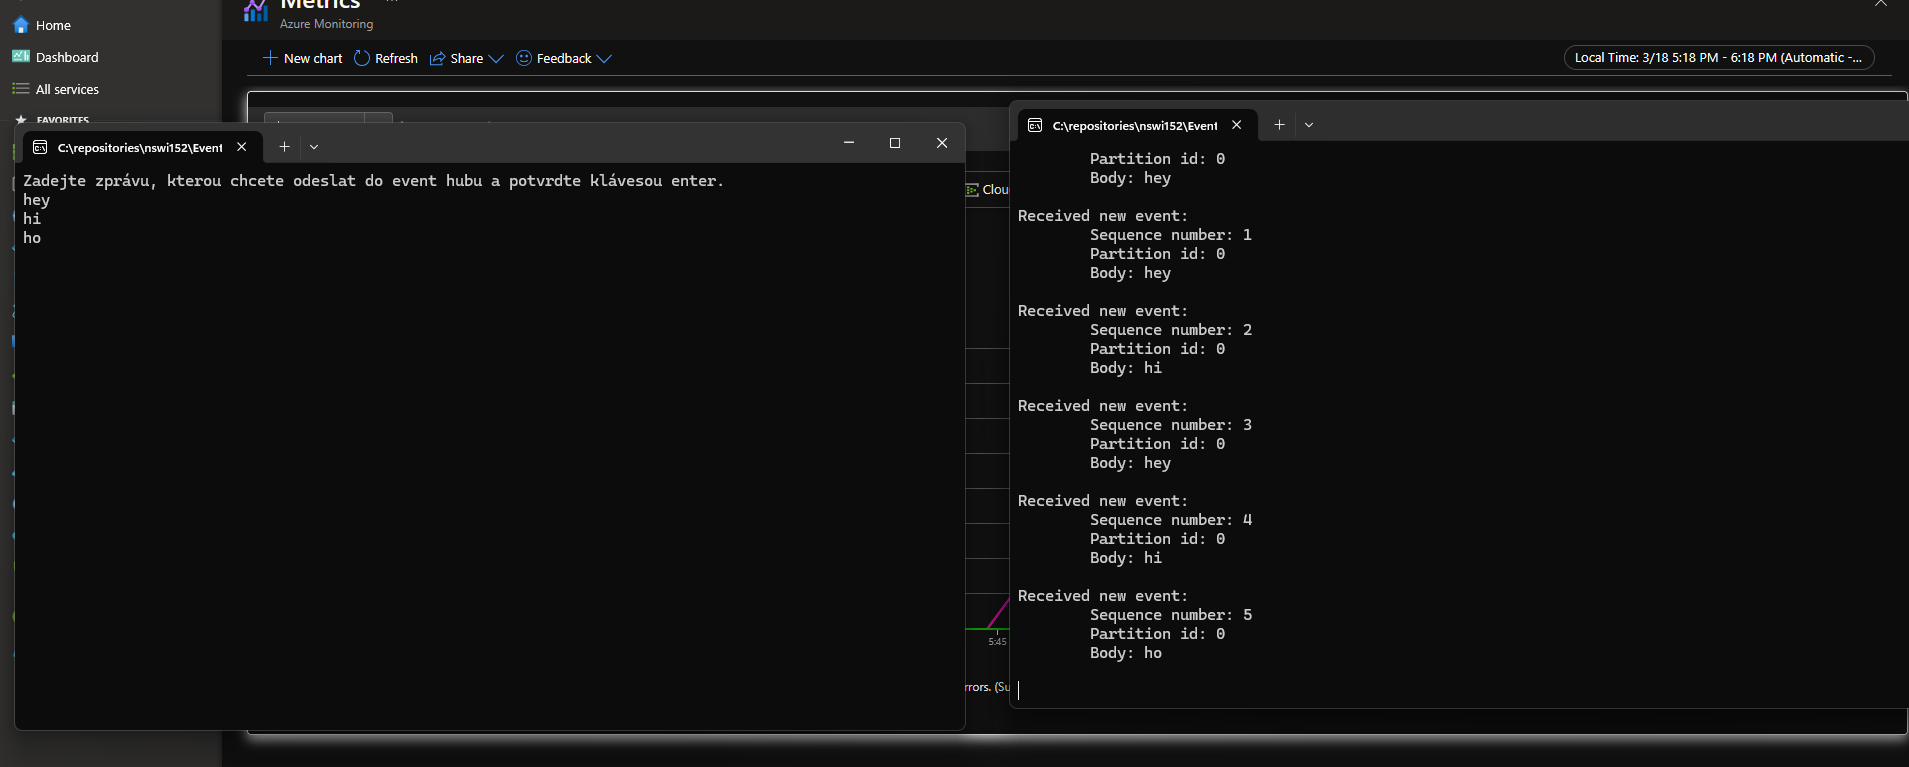 Home
Dashboard
All services
FAVORITES
Metrics
Azure Monitoring
New chart
Refresh
Share
Feedback
Local Time: 3/18 5:18 PM - 6:18 PM (Automatic -...
C:\repositories\nswi152\Event
Zadejte zprávu, kterou chcete odeslat do event hubu a potvrdte klávesou enter.
hey
hi
ho
Clou
5:45
rrors. (Su
C:\repositories\nswi152\Event
Partition id: 0
Body: hey
Received new event:
Sequence number: 1
Partition id: 0
Body: hey
Received new event:
Sequence number: 2
Partition id: 0
Body: hi
Received new event:
Sequence number: 3
Partition id: 0
Body: hey
Received new event:
Sequence number: 4
Partition id: 0
Body: hi
Received new event:
Sequence number: 5
Partition id: 0
Body: ho